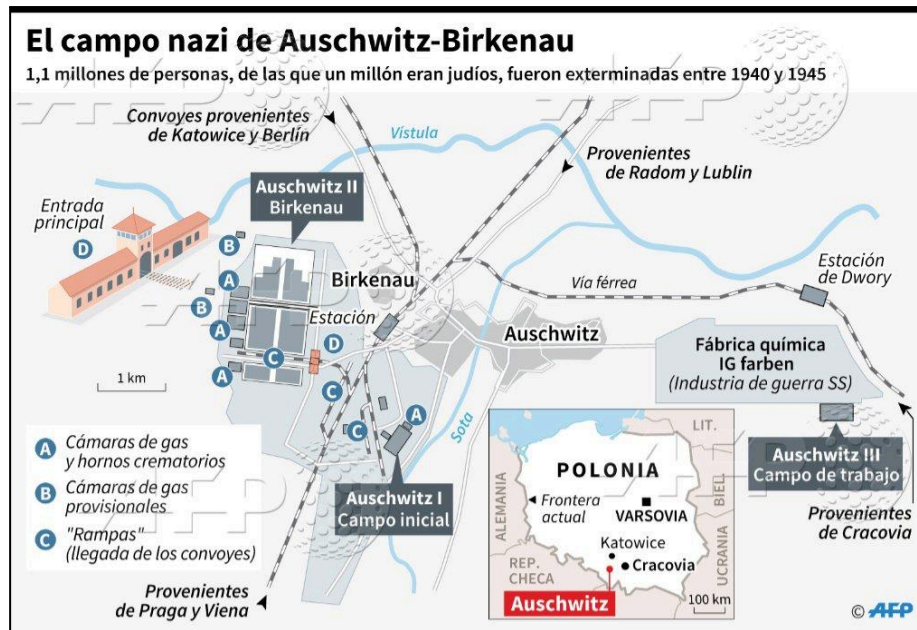 El campo nazi de Auschwitz-Birkenau
1,1 millones de personas, de las que un millón eran judíos, fueron exterminadas entre 1940 y 1945
Convoyes provenientes
de Katowice y Berlín
Vístula
Provenientes
de Radom y Lublin
Auschwitz II
Birkenau
Entrada
principal
D
B
A
B
A
A
Birkenau
Estación
D
C
C
C
A
Auschwitz
Vía férrea
Estación
de Dwory
Fábrica química
IG farben
(Industria de guerra SS)
1 km
Sota
Auschwitz I
Campo inicial
Auschwitz III
Campo de trabajo
Provenientes
de Cracovia
A Cámaras de gas
y hornos crematorios
B Cámaras de gas
provisionales
C "Rampas"
(llegada de los convoyes)
Provenientes
de Praga y Viena
LIT.
POLONIA
ALEMANIA
Frontera
actual
VARSOVIA
BIEL.
UCRANIA
Katowice
Cracovia
REP.
CHECA
Auschwitz
100 km
© AFP
AFP
AFP
AFP
AFP